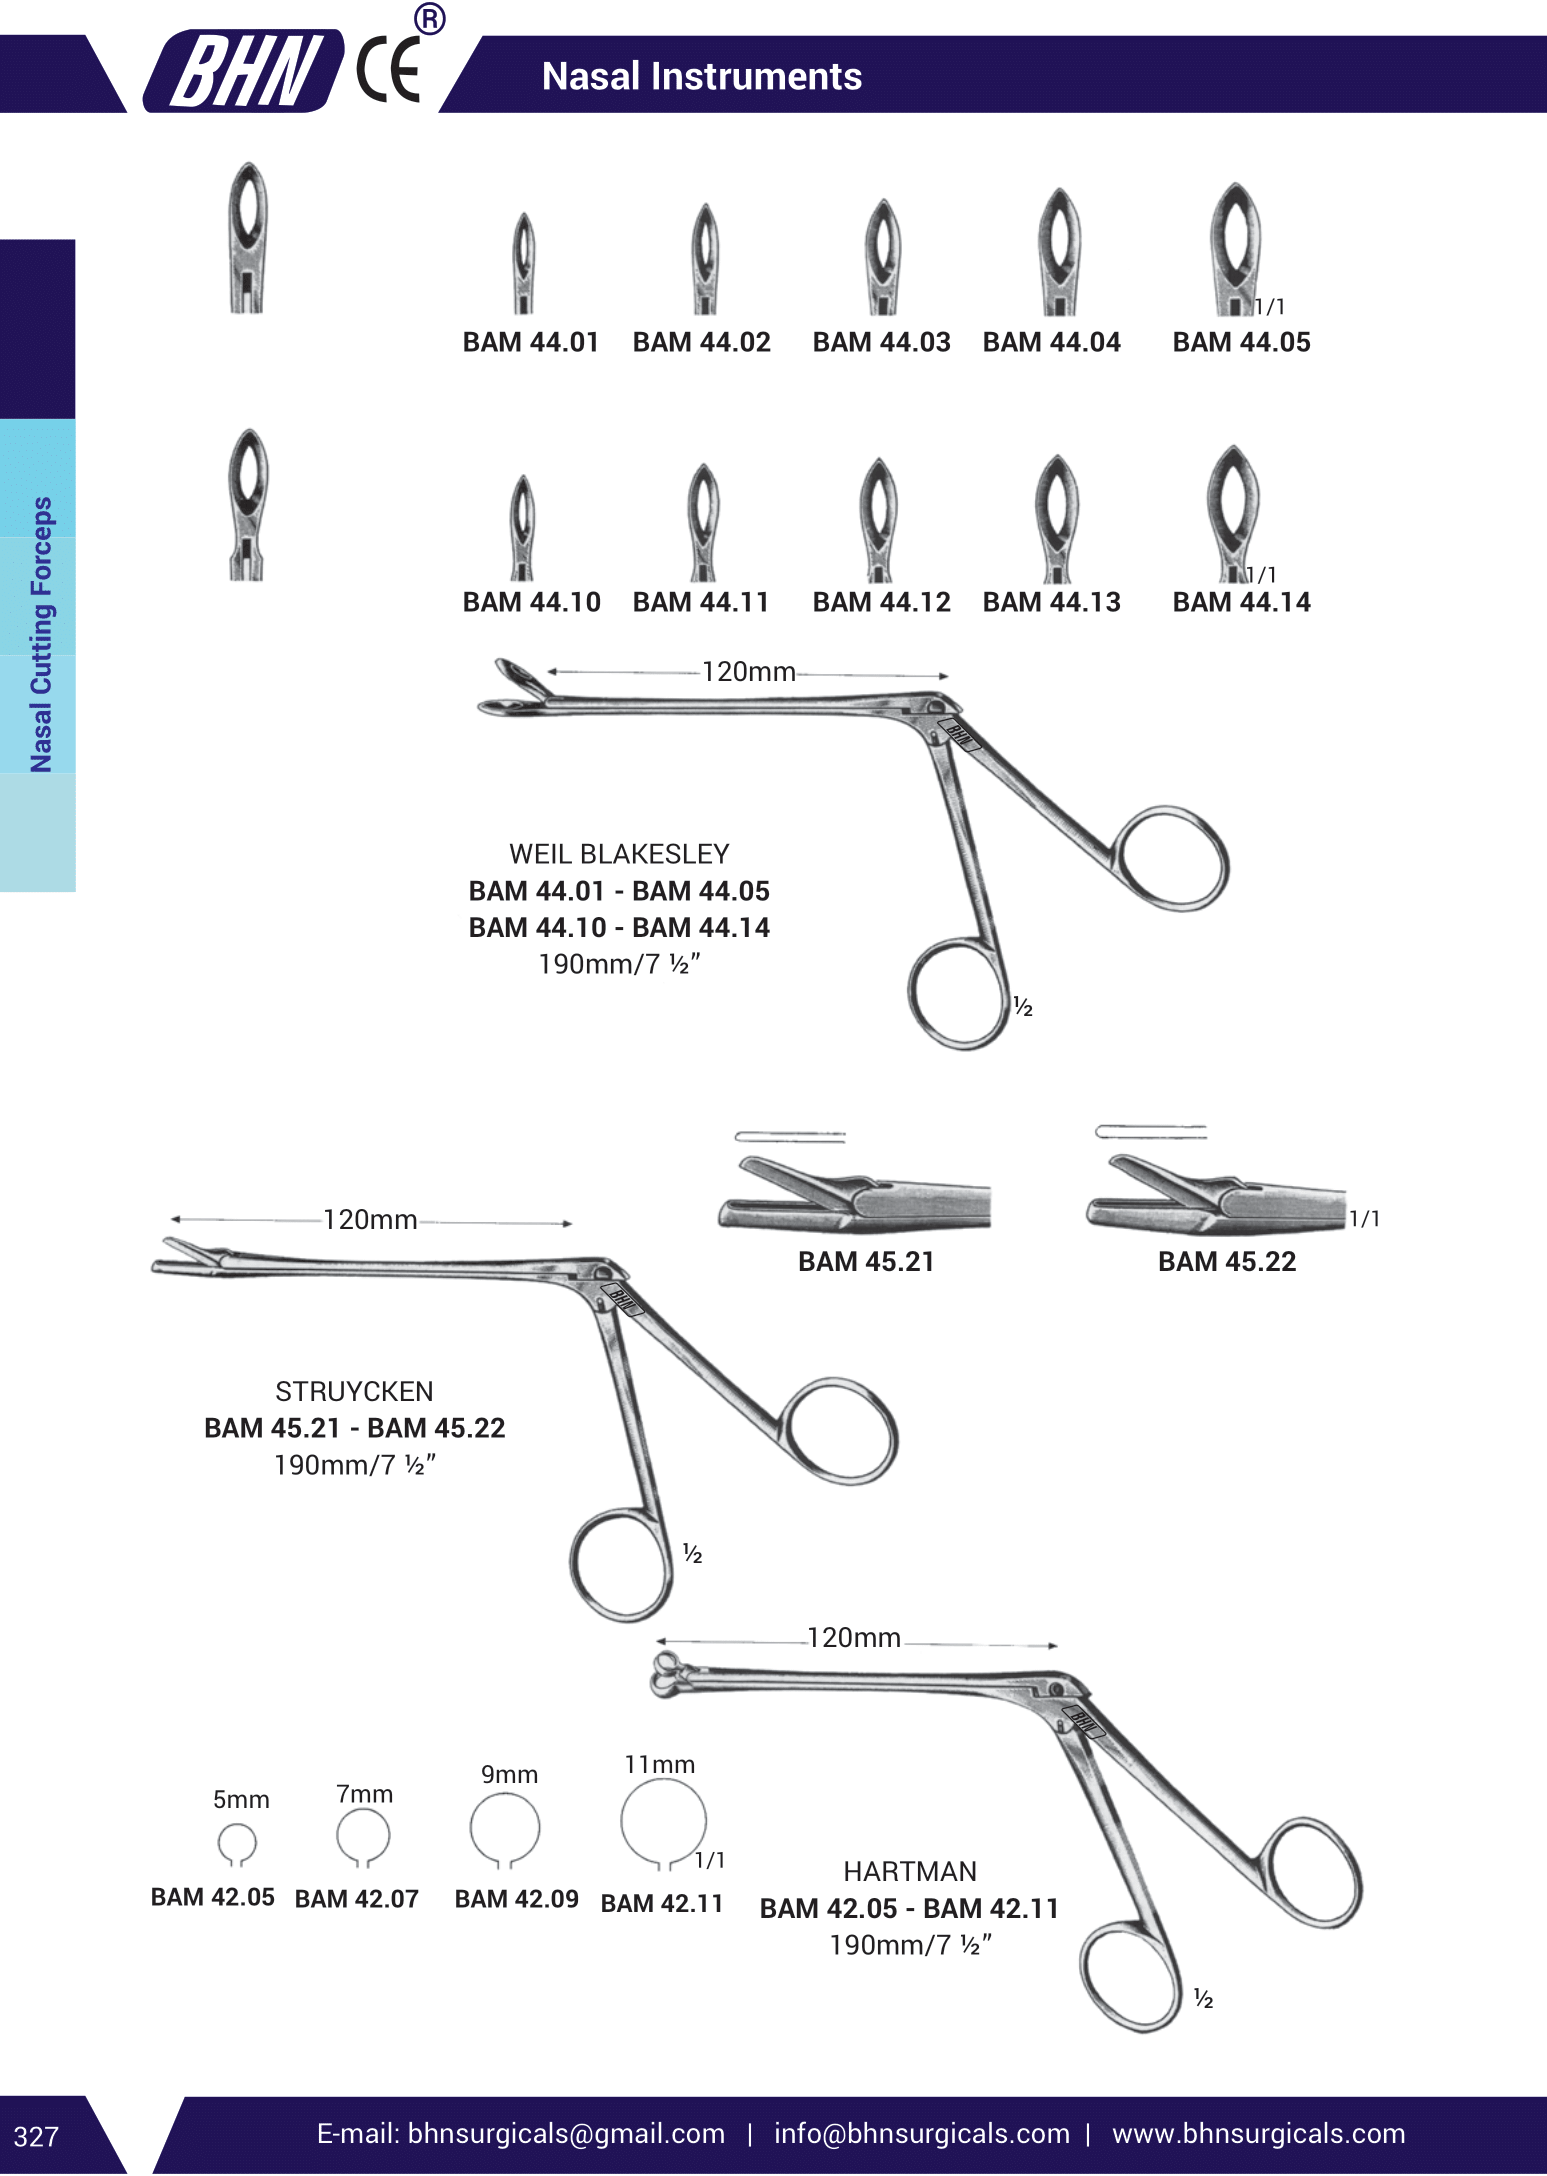 BHN CE ®
Nasal Instruments
1/1
BAM 44.01 BAM 44.02 BAM 44.03 BAM 44.04 BAM 44.05
Nasal Cutting Forceps
1/1
BAM 44.10 BAM 44.11 BAM 44.12 BAM 44.13 BAM 44.14
120mm
BHN
WEIL BLAKESLEY
BAM 44.01 - BAM 44.05
BAM 44.10 - BAM 44.14
190mm/7 ½”
½
120mm
1/1
BAM 45.21 BAM 45.22
BHN
STRUYCKEN
BAM 45.21 - BAM 45.22
190mm/7 ½”
½
120mm
BHN
5mm 7mm 9mm 11mm
1/1
BAM 42.05 BAM 42.07 BAM 42.09 BAM 42.11
HARTMAN
BAM 42.05 - BAM 42.11
190mm/7 ½”
½
327
E-mail: bhnsurgicals@gmail.com | info@bhnsurgicals.com | www.bhnsurgicals.com